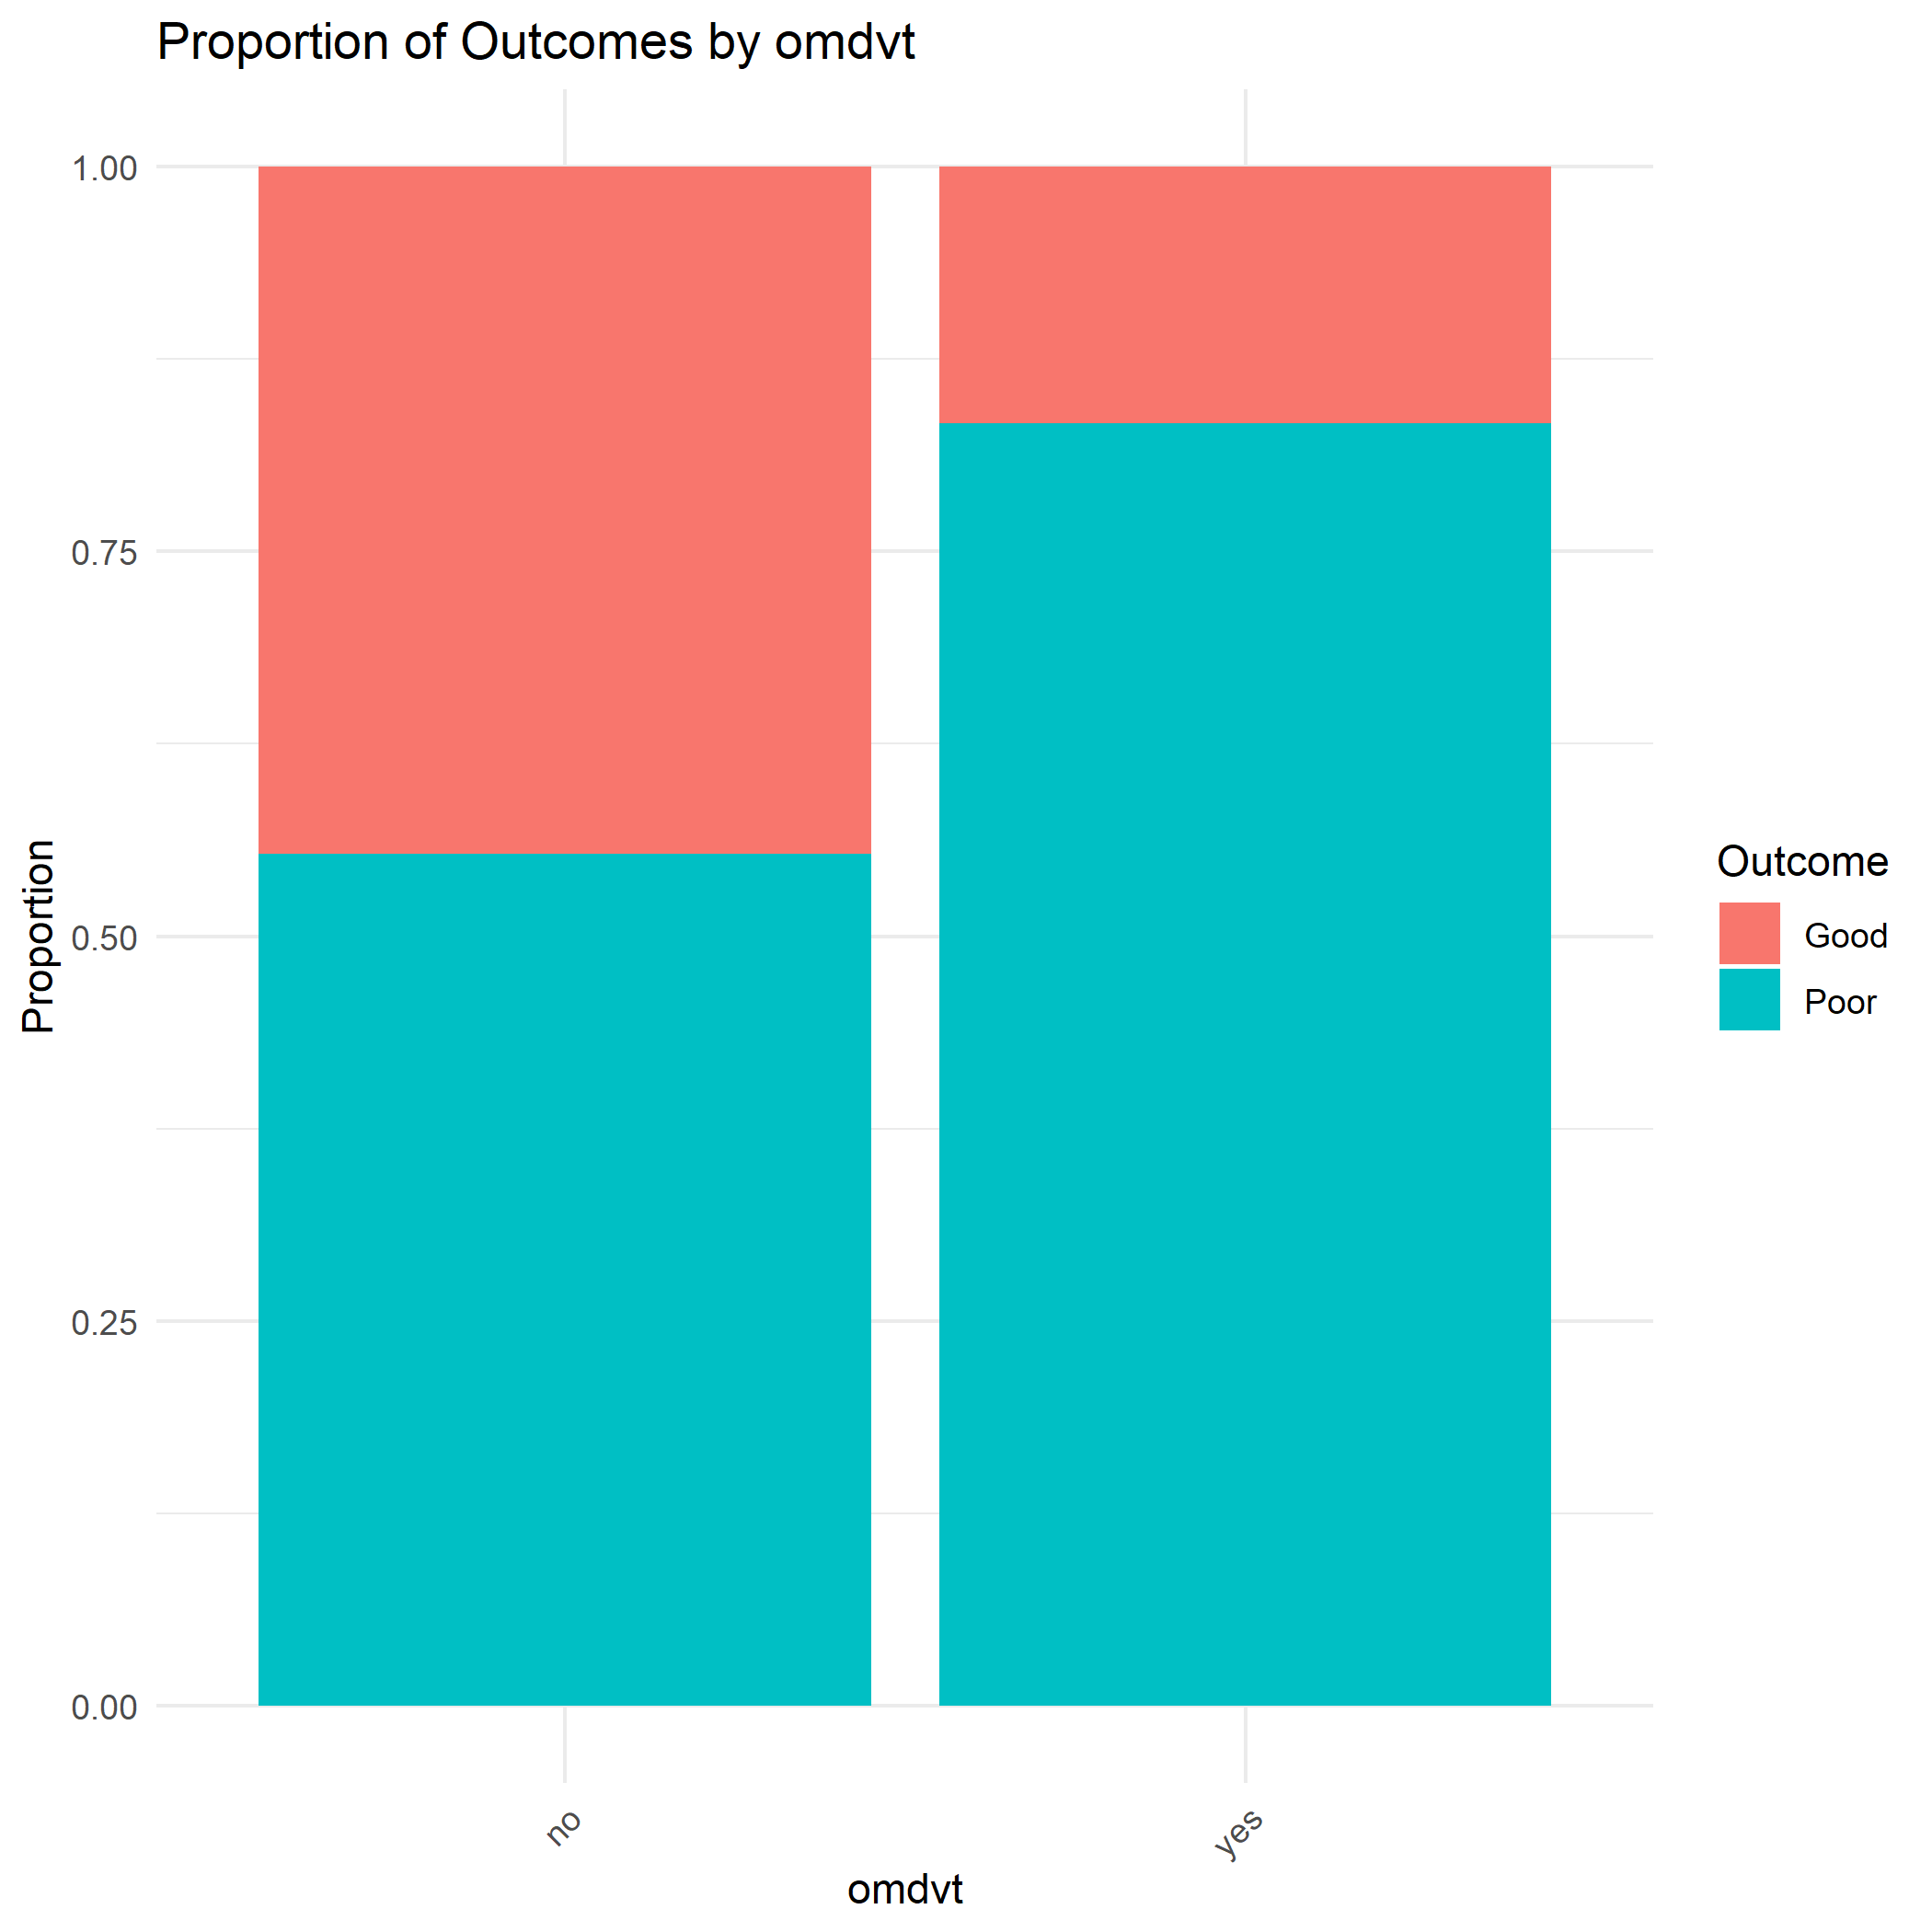 Proportion of Outcomes by omdvt
1.00
0.75
0.50
0.25
0.00
Proportion
no
yes
omdvt
Outcome
Good
Poor